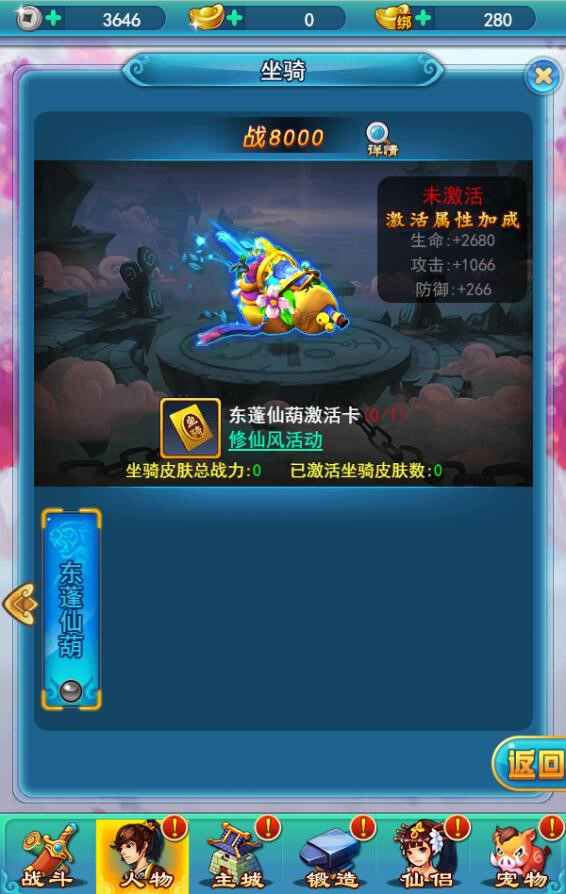 3646
0
绑
280
坐骑
战8000
详情
未激活
激活属性加成
生命:+2680
攻击:+1066
防御:+266
坐骑
东蓬仙葫激活卡(0/1)
修仙风活动
坐骑皮肤总战力:0 已激活坐骑皮肤数:0
东蓬仙葫
返回
战斗
人物
主城
锻造
仙侣
宠物